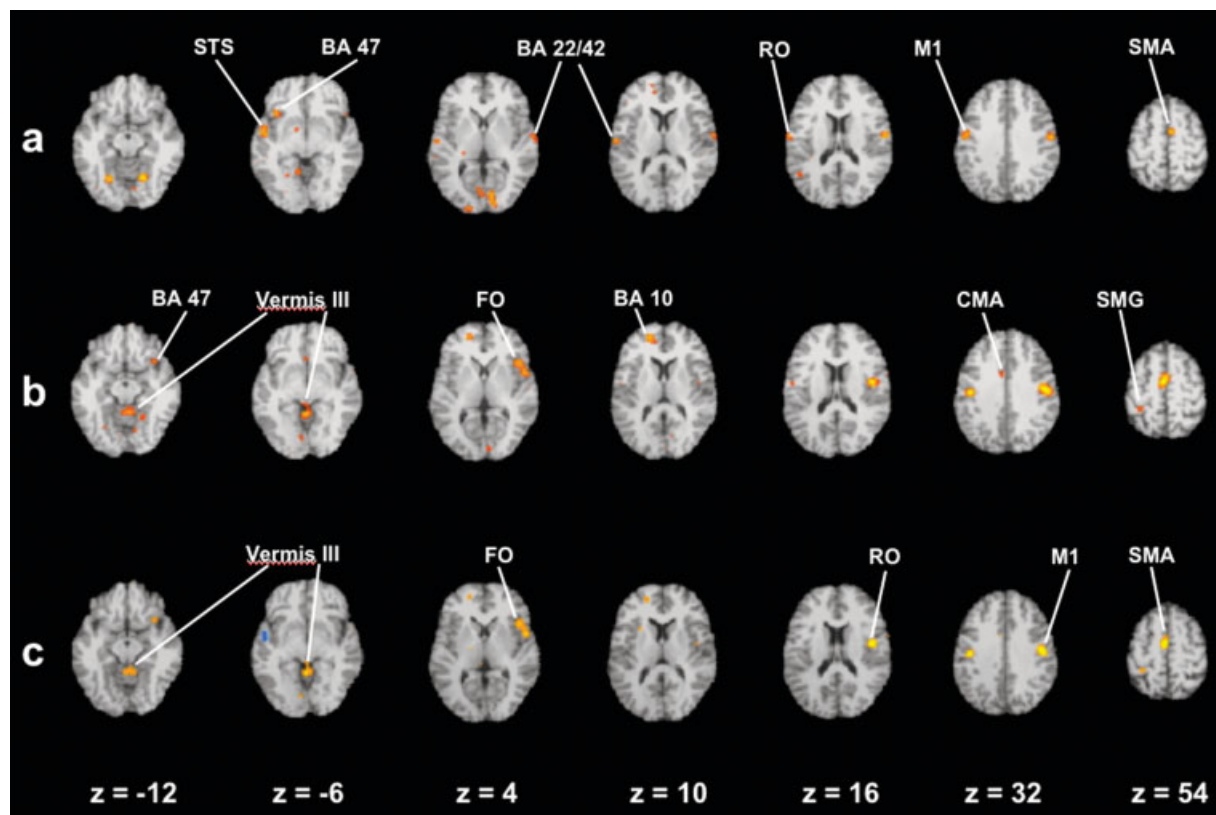 STS BA 47 BA 22/42 RO M1 SMA
a
BA 47 Vermis III FO BA 10 CMA SMG
b
Vermis III FO RO M1 SMA
c
z = -12 z = -6 z = 4 z = 10 z = 16 z = 32 z = 54